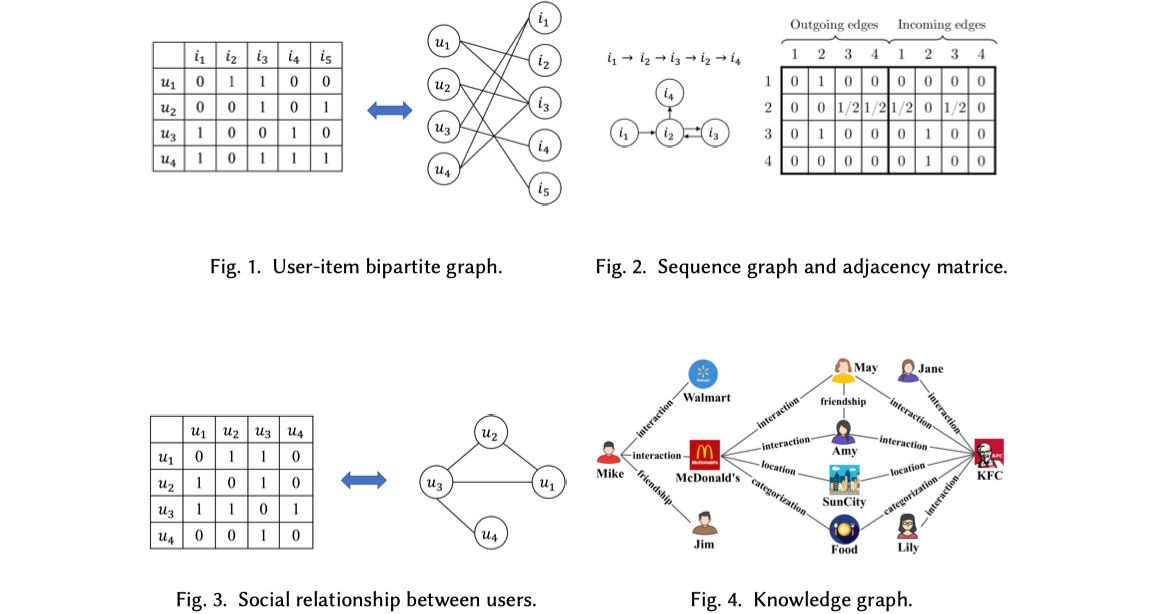 i₁ i₂ i₃ i₄ i₅
u₁ 0 1 1 0 0
u₂ 0 0 1 0 1
u₃ 1 0 0 1 0
u₄ 1 0 1 1 1
u₁
u₂
u₃
u₄
i₁
i₂
i₃
i₄
i₅
Fig. 1. User-item bipartite graph.
i₁ → i₂ → i₃ → i₂ → i₄
i₄
i₁ i₂ i₃
Outgoing edges Incoming edges
1 2 3 4 1 2 3 4
1 0 1 0 0 0 0 0 0
2 0 0 1/2 1/2 1/2 0 1/2 0
3 0 1 0 0 0 1 0 0
4 0 0 0 0 0 1 0 0
Fig. 2. Sequence graph and adjacency matrice.
u₁ u₂ u₃ u₄
u₁ 0 1 1 0
u₂ 1 0 1 0
u₃ 1 1 0 1
u₄ 0 0 1 0
u₂
u₃ u₁
u₄
Fig. 3. Social relationship between users.
Walmart
Walmart
interaction
Mike
interaction
McDonald's
McDonald's
friendship
Jim
interaction
May
friendship
interaction
Amy
location
SunCity
categorization
Food
Jane
interaction
interaction
interaction
location
categorization
interaction
Lily
KFC
KFC
Fig. 4. Knowledge graph.